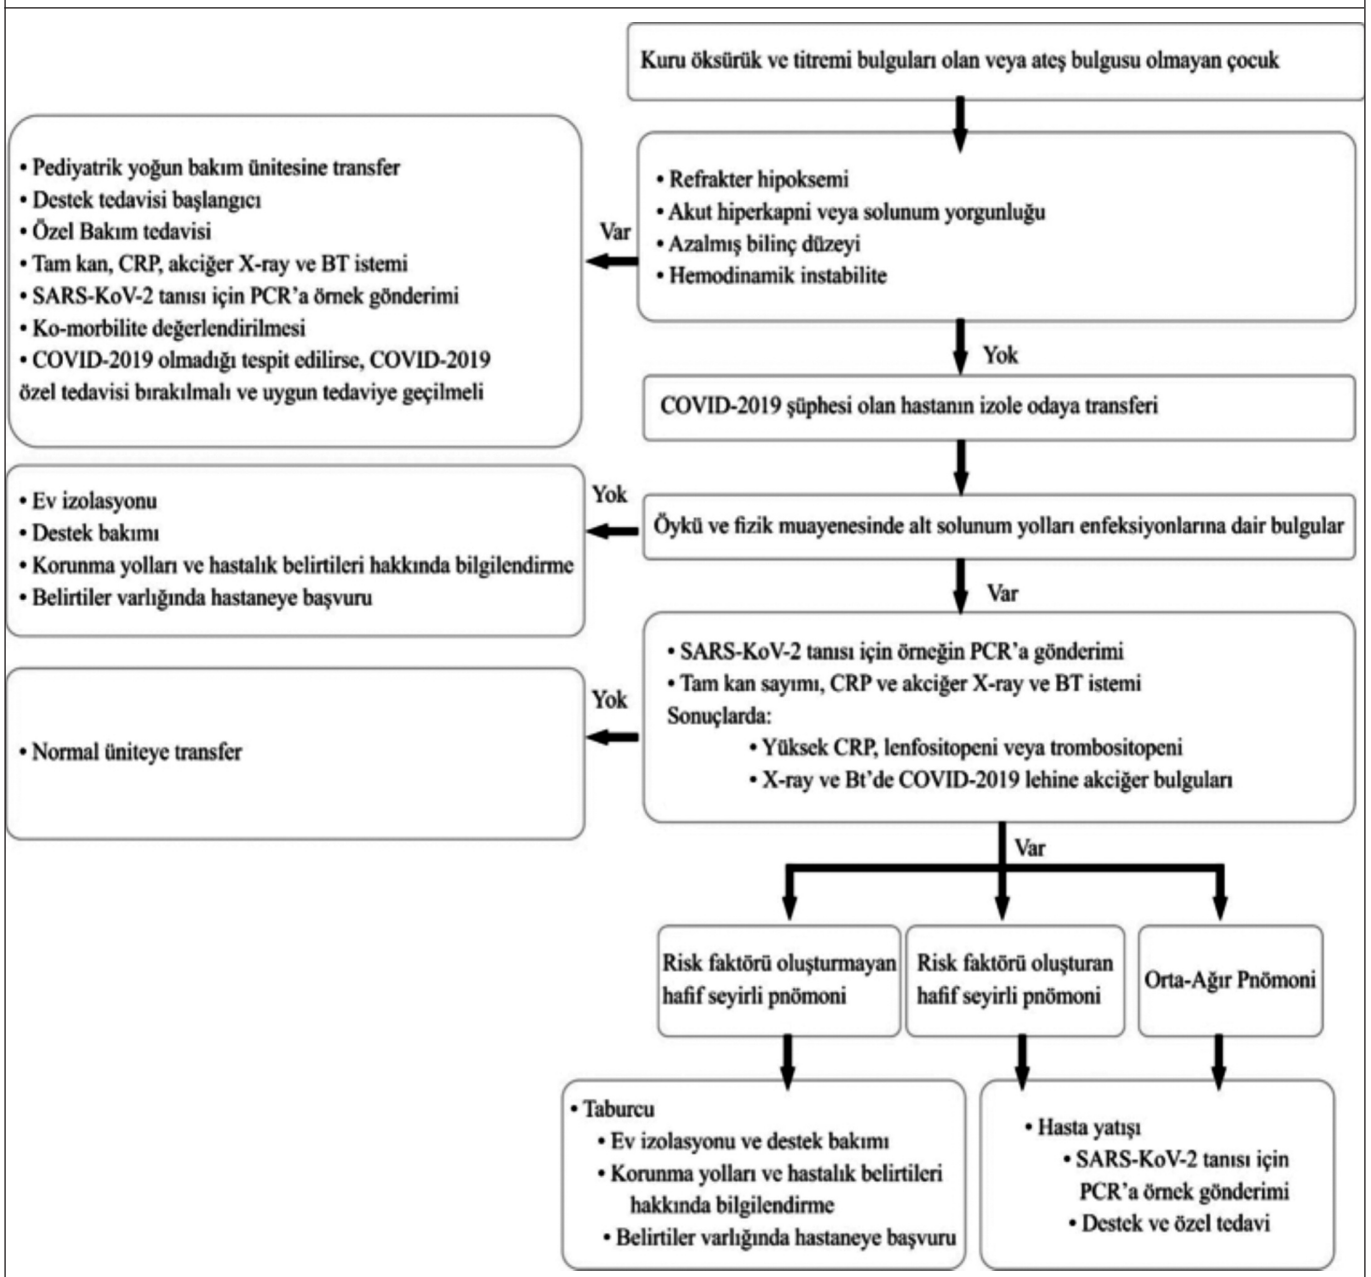 Kuru öksürük ve titremi bulguları olan veya ateş bulgusu olmayan çocuk
• Refrakter hipoksemi
• Akut hiperkapni veya solunum yorgunluğu
• Azalmış bilinç düzeyi
• Hemodinamik instabilite
Var
• Pediyatrik yoğun bakım ünitesine transfer
• Destek tedavisi başlangıcı
• Özel Bakım tedavisi
• Tam kan, CRP, akciğer X-ray ve BT istemi
• SARS-KoV-2 tanısı için PCR'a örnek gönderimi
• Ko-morbilite değerlendirilmesi
• COVID-2019 olmadığı tespit edilirse, COVID-2019
özel tedavisi bırakılmalı ve uygun tedaviye geçilmeli
Yok
COVID-2019 şüphesi olan hastanın izole odaya transferi
Öykü ve fizik muayenesinde alt solunum yolları enfeksiyonlarına dair bulgular
Yok
• Ev izolasyonu
• Destek bakımı
• Korunma yolları ve hastalık belirtileri hakkında bilgilendirme
• Belirtiler varlığında hastaneye başvuru
Var
• SARS-KoV-2 tanısı için örneğin PCR'a gönderimi
• Tam kan sayımı, CRP ve akciğer X-ray ve BT istemi
Sonuçlarda:
• Yüksek CRP, lenfositopeni veya trombositopeni
• X-ray ve Bt'de COVID-2019 lehine akciğer bulguları
Yok
• Normal üniteye transfer
Var
Risk faktörü oluşturmayan
hafif seyirli pnömoni
Risk faktörü oluşturan
hafif seyirli pnömoni
Orta-Ağır Pnömoni
• Taburcu
• Ev izolasyonu ve destek bakımı
• Korunma yolları ve hastalık belirtileri
hakkında bilgilendirme
• Belirtiler varlığında hastaneye başvuru
• Hasta yatışı
• SARS-KoV-2 tanısı için
PCR'a örnek gönderimi
• Destek ve özel tedavi